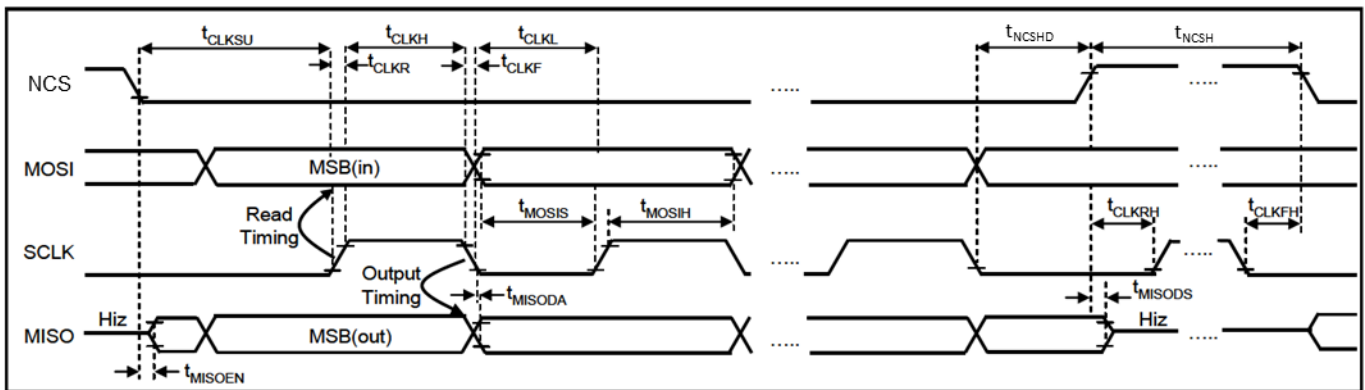 tCLKSU tCLKH tCLKL tNCSHD tNCSH
tCLKR tCLKF
NCS ..... .....
MOSI MSB(in) ..... .....
Read Timing tMOSIS tMOSIH tCLKRH tCLKFH
SCLK Output Timing ..... .....
tMISODA tMISODS
MISO Hiz MSB(out) ..... Hiz .....
tMISOEN